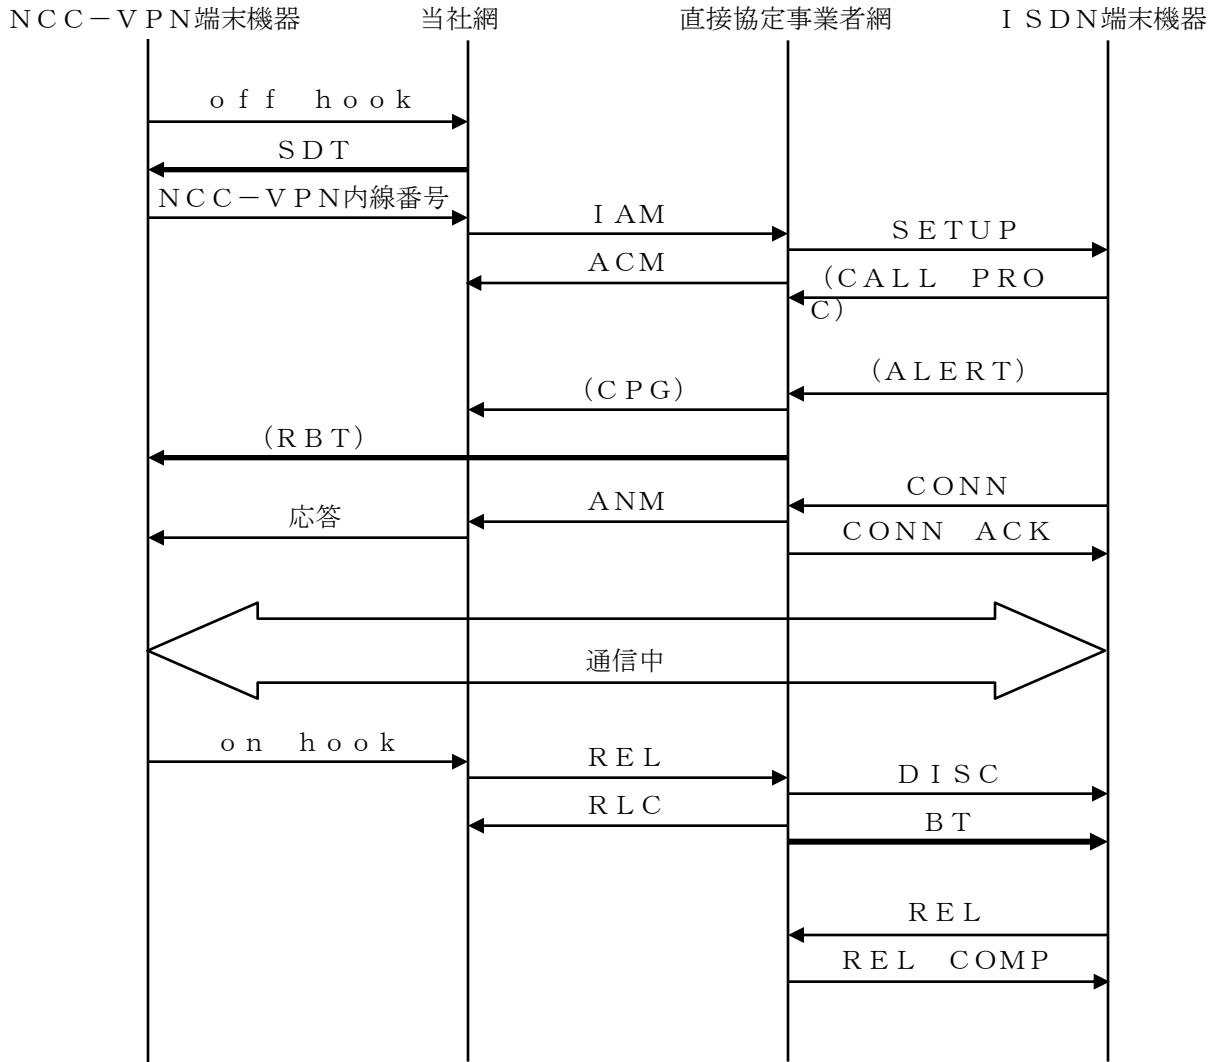 NCC－VPN端末機器
当社網
直接協定事業者網
ISDN端末機器
off hook
SDT
NCC－VPN内線番号
IAM
SETUP
ACM
（CALL PRO
C）
（ALERT）
（CPG）
（RBT）
CONN
ANM
応答
CONN ACK
通信中
on hook
REL
DISC
RLC
BT
REL
REL COMP